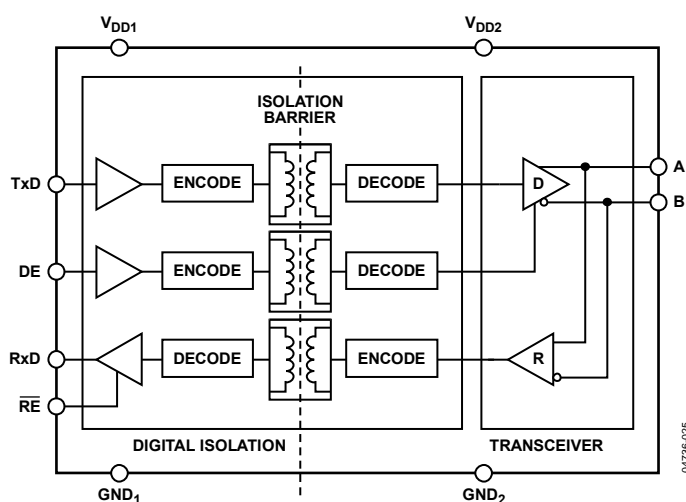 VDD1
VDD2
ISOLATION
BARRIER
TxD
ENCODE
DECODE
D
A
B
DE
ENCODE
DECODE
RxD
DECODE
ENCODE
R
RE
DIGITAL ISOLATION
TRANSCEIVER
GND1
GND2
04736-025